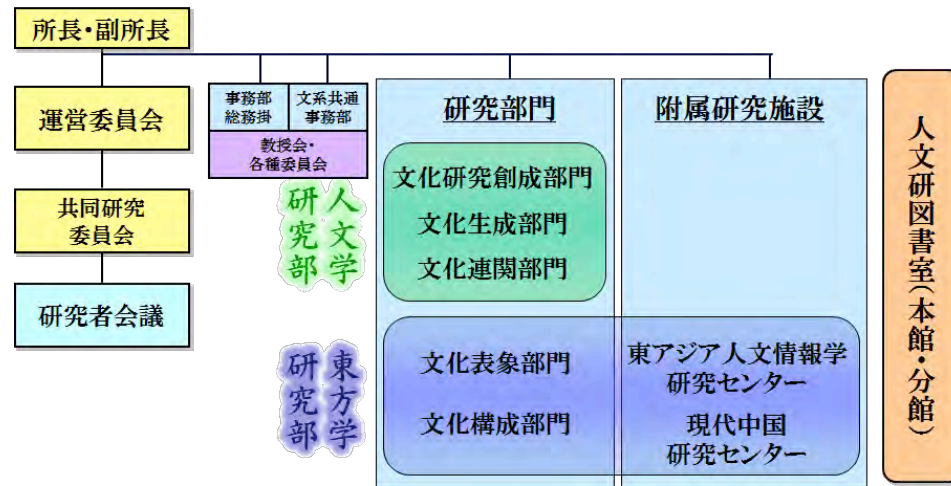 所長・副所長
運営委員会
共同研究
委員会
研究者会議
事務部
総務掛
文系共通
事務部
教授会・
各種委員会
研究部門
附属研究施設
人文学
研究部
文化研究創成部門
文化生成部門
文化連関部門
東方学
研究部
文化表象部門
文化構成部門
東アジア人文情報学
研究センター
現代中国
研究センター
人文研図書室(本館・分館)